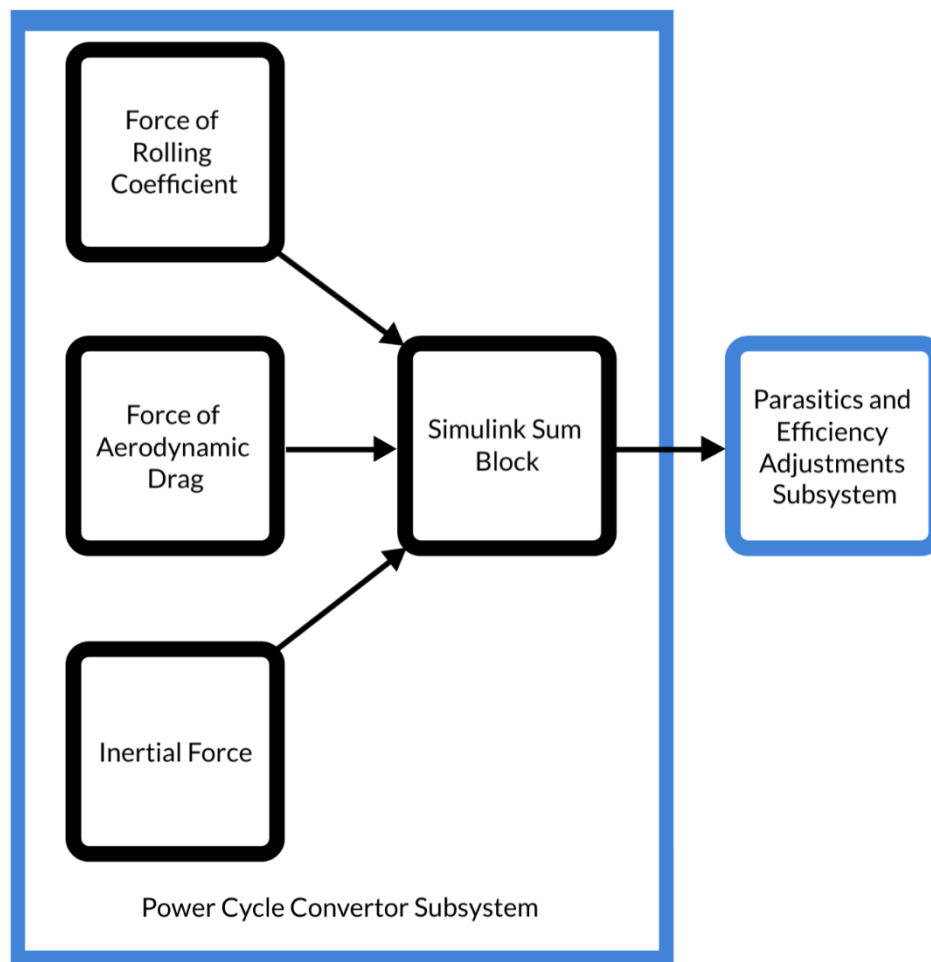 Force of
Rolling
Coefficient
Force of
Aerodynamic
Drag
Inertial Force
Simulink Sum
Block
Parasitics and
Efficiency
Adjustments
Subsystem
Power Cycle Convertor Subsystem